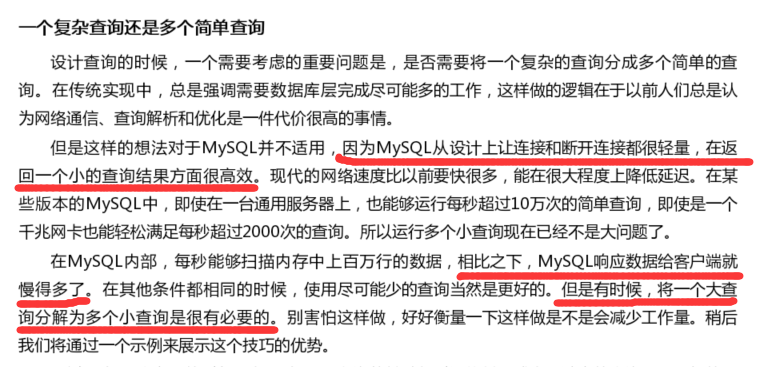 一个复杂查询还是多个简单查询
设计查询的时候，一个需要考虑的重要问题是，是否需要将一个复杂的查询分成多个简单的查
询。在传统实现中，总是强调需要数据库层完成尽可能多的工作，这样做的逻辑在于以前人们总是认
为网络通信、查询解析和优化是一件代价很高的事情。
但是这样的想法对于MySQL并不适用，因为MySQL从设计上让连接和断开连接都很轻量，在返
回一个小的查询结果方面很高效。现代的网络速度比以前要快很多，能在很大程度上降低延迟。在某
些版本的MySQL中，即使在一台通用服务器上，也能够运行每秒超过10万次的简单查询，即使是一个
千兆网卡也能轻松满足每秒超过2000次的查询。所以运行多个小查询现在已经不是大问题了。
在MySQL内部，每秒能够扫描内存中上百万行的数据，相比之下，MySQL响应数据给客户端就
慢得多了。在其他条件都相同的时候，使用尽可能少的查询当然是更好的。但是有时候，将一个大查
询分解为多个小查询是很有必要的。别害怕这样做，好好衡量一下这样做是不是会减少工作量。稍后
我们将通过一个示例来展示这个技巧的优势。